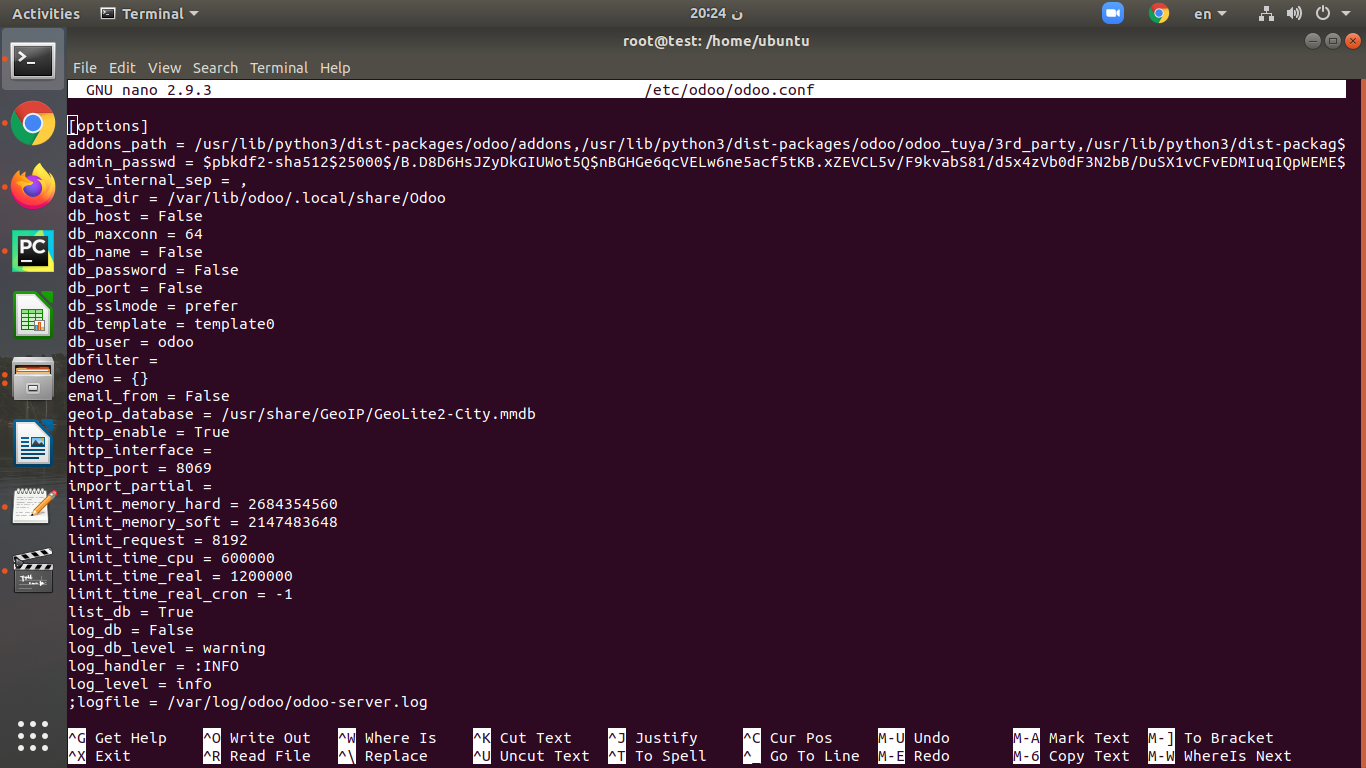 Activities Terminal 20:24 ن en
root@test: /home/ubuntu
File Edit View Search Terminal Help
GNU nano 2.9.3 /etc/odoo/odoo.conf
[options]
addons_path = /usr/lib/python3/dist-packages/odoo/addons,/usr/lib/python3/dist-packages/odoo/odoo_tuya/3rd_party,/usr/lib/python3/dist-packag$
admin_passwd = $pbkdf2-sha512$25000$/B.D8D6HsJZyDkGIUWot5Q$nBGHGe6qcVELw6ne5acf5tKB.xZEVCL5v/F9kvabS81/d5x4zVb0dF3N2bB/DuSX1vCFvEDMIuqIQpWEME$
csv_internal_sep = ,
data_dir = /var/lib/odoo/.local/share/Odoo
db_host = False
db_maxconn = 64
db_name = False
db_password = False
db_port = False
db_sslmode = prefer
db_template = template0
db_user = odoo
dbfilter =
demo = {}
email_from = False
geoip_database = /usr/share/GeoIP/GeoLite2-City.mmdb
http_enable = True
http_interface =
http_port = 8069
import_partial =
limit_memory_hard = 2684354560
limit_memory_soft = 2147483648
limit_request = 8192
limit_time_cpu = 600000
limit_time_real = 1200000
limit_time_real_cron = -1
list_db = True
log_db = False
log_db_level = warning
log_handler = :INFO
log_level = info
;logfile = /var/log/odoo/odoo-server.log
^G Get Help ^O Write Out ^W Where Is ^K Cut Text ^J Justify ^C Cur Pos M-U Undo M-A Mark Text M-] To Bracket
^X Exit ^R Read File ^\ Replace ^U Uncut Text ^T To Spell ^_ Go To Line M-E Redo M-6 Copy Text M-W WhereIs Next
PC